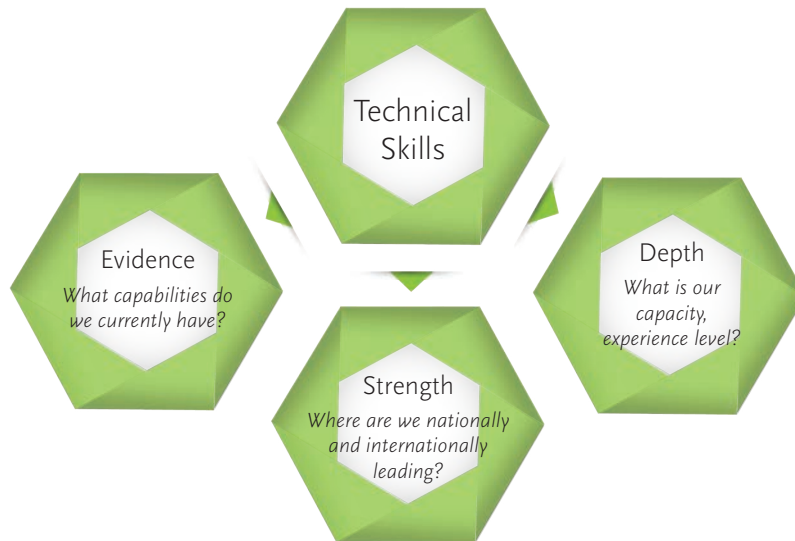 Technical
Skills
Evidence
What capabilities do
we currently have?
Strength
Where are we nationally
and internationally
leading?
Depth
What is our
capacity,
experience level?